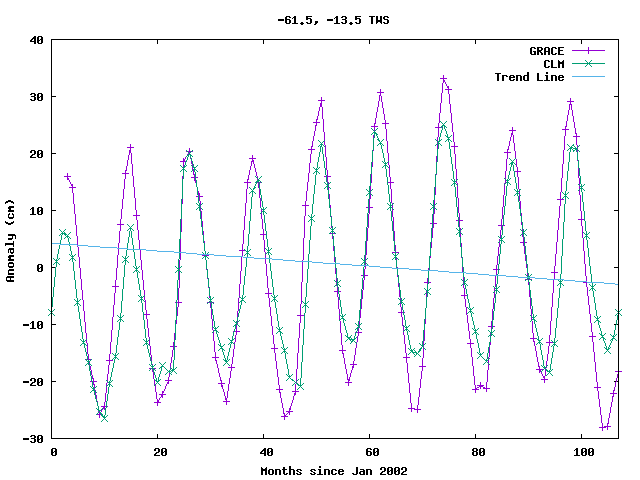 -61.5, -13.5 TWS
GRACE
CLM
Trend Line
Anomaly (cm)
40
30
20
10
0
-10
-20
-30
0 20 40 60 80 100
Months since Jan 2002